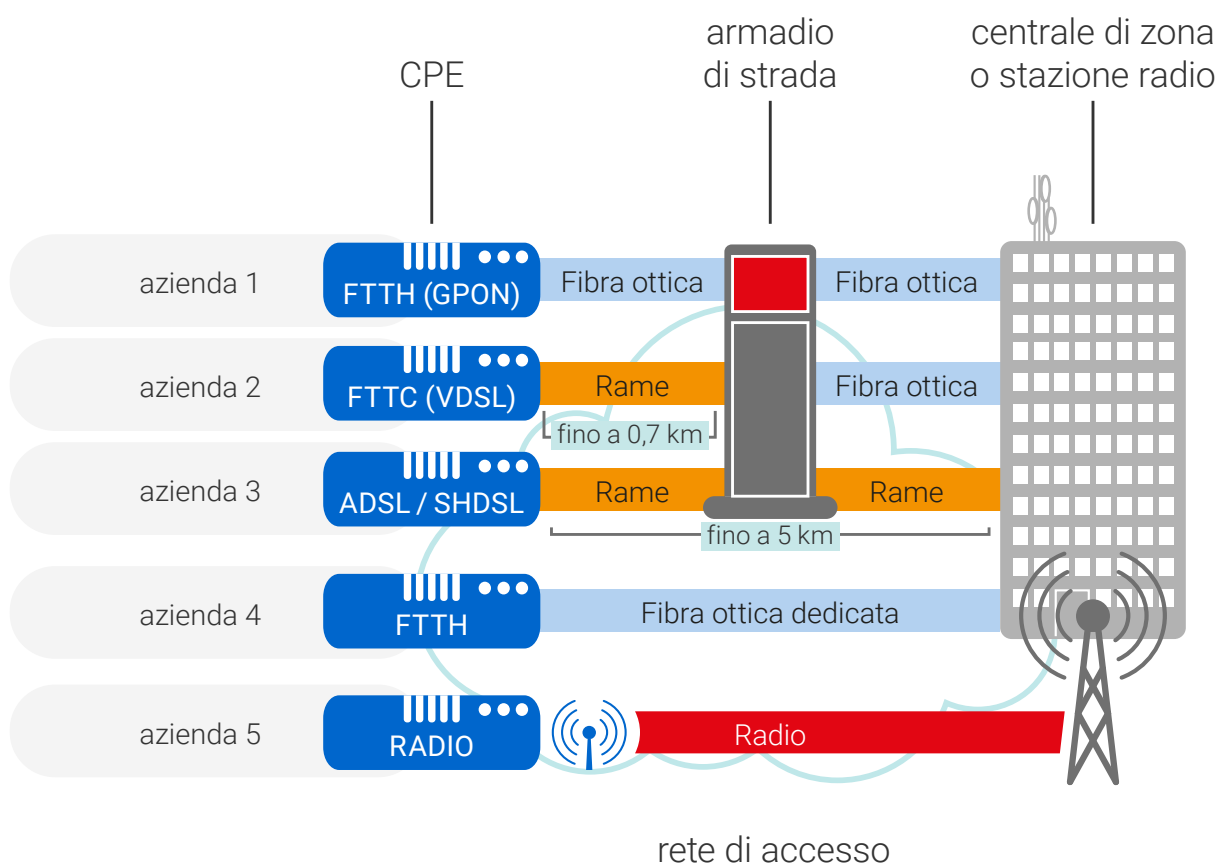 armadio
di strada
centrale di zona
o stazione radio
CPE
azienda 1
FTTH (GPON)
Fibra ottica
Fibra ottica
azienda 2
FTTC (VDSL)
Rame
Fibra ottica
fino a 0,7 km
azienda 3
ADSL / SHDSL
Rame
Rame
fino a 5 km
azienda 4
FTTH
Fibra ottica dedicata
azienda 5
RADIO
Radio
rete di accesso